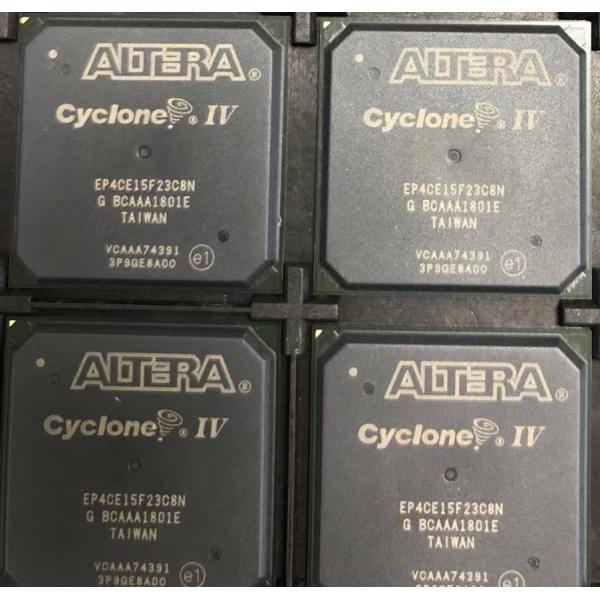 ALTERA®
Cyclone® IV
EP4CE15F23C8N
G BCAAA1801E
TAIWAN
VCAAA74391
3P9GE8A00 e1
ALTERA®
Cyclone® IV
EP4CE15F23C8N
G BCAAA1801E
TAIWAN
VCAAA74391
3P9GE8A00 e1
ALTERA®
Cyclone® IV
EP4CE15F23C8N
G BCAAA1801E
TAIWAN
VCAAA74391
3P9GE8A00 e1
ALTERA®
Cyclone® IV
EP4CE15F23C8N
G BCAAA1801E
TAIWAN
VCAAA74391
e1